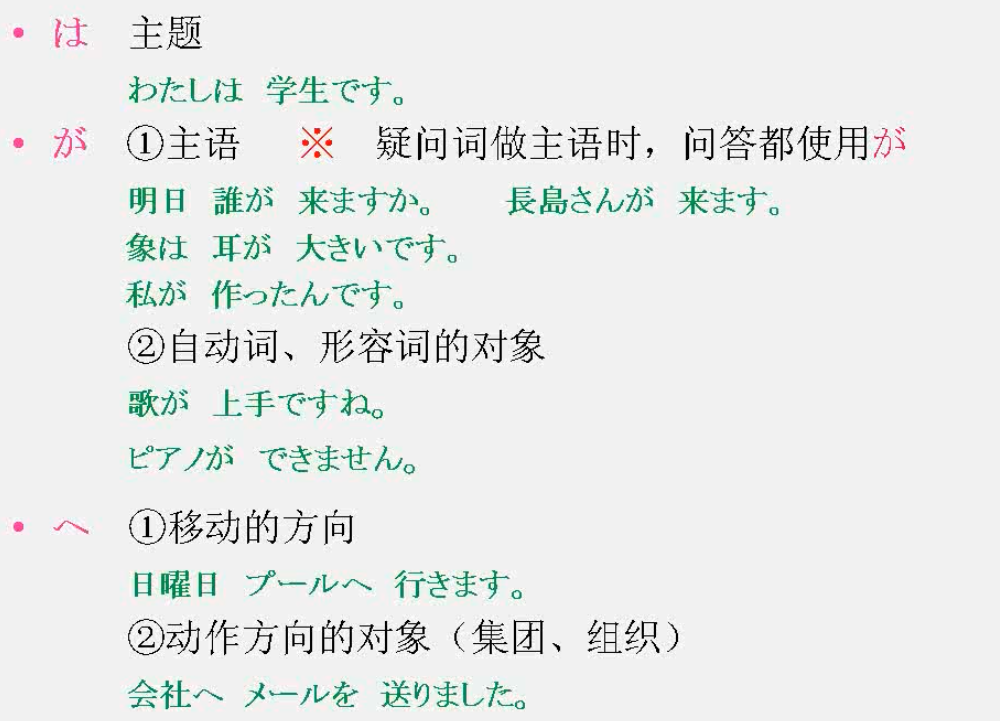 • は 主题
わたしは 学生です。
• が ①主语 ※ 疑问词做主语时，问答都使用が
明日 誰が 来ますか。 長島さんが 来ます。
象は 耳が 大きいです。
私が 作ったんです。
②自动词、形容词的对象
歌が 上手ですね。
ピアノが できません。
• へ ①移动的方向
日曜日 プールへ 行きます。
②动作方向的对象（集团、组织）
会社へ メールを 送りました。